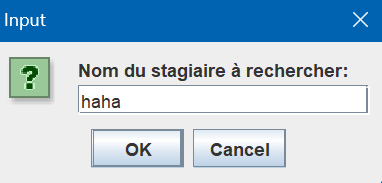 Input
Nom du stagiaire à rechercher:
haha
OK
Cancel